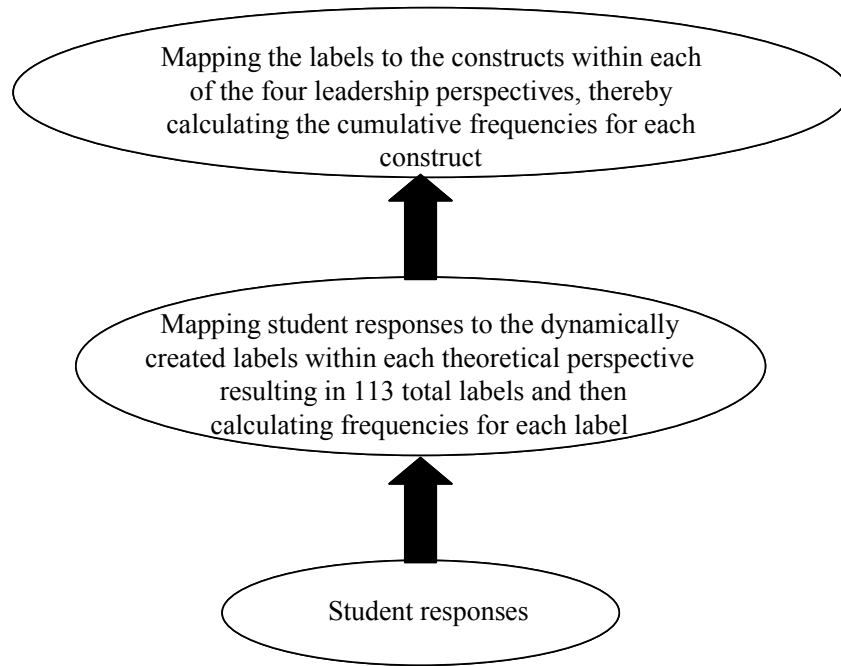 Mapping the labels to the constructs within each
of the four leadership perspectives, thereby
calculating the cumulative frequencies for each
construct
Mapping student responses to the dynamically
created labels within each theoretical perspective
resulting in 113 total labels and then
calculating frequencies for each label
Student responses